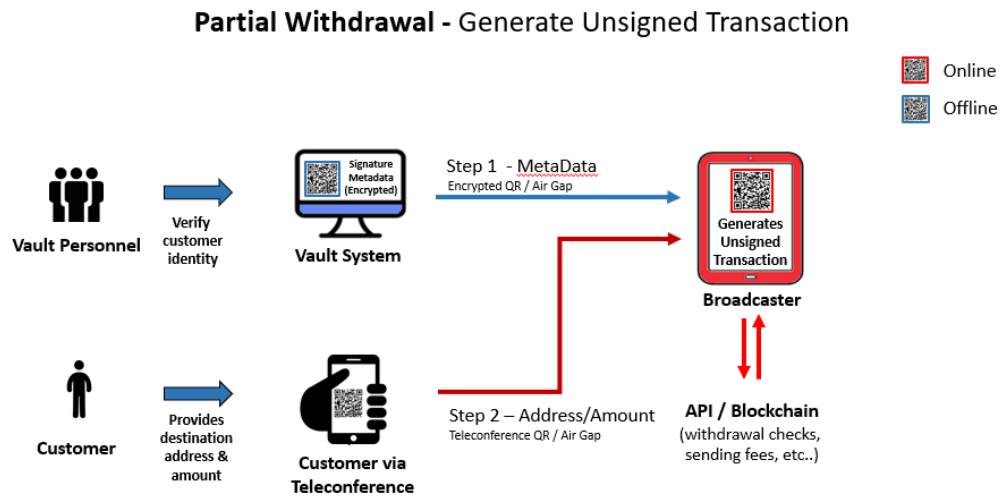 Partial Withdrawal - Generate Unsigned Transaction
Online
Offline
Vault Personnel
Verify
customer
identity
Signature
Metadata
(Encrypted)
Vault System
Step 1 - MetaData
Encrypted QR / Air Gap
Generates
Unsigned
Transaction
Broadcaster
Customer
Provides
destination
address &
amount
Customer via
Teleconference
Step 2 – Address/Amount
Teleconference QR / Air Gap
API / Blockchain
(withdrawal checks,
sending fees, etc..)